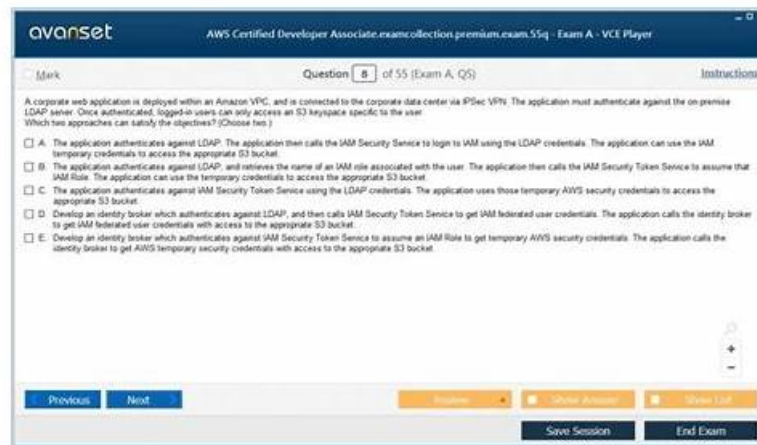 avanset
AWS Certified Developer Associate.examcollection.premium.exam.55q - Exam A - VCE Player
Mark
Question 8 of 55 (Exam A, Q5)
Instructions
A corporate web application is deployed within an Amazon VPC, and is connected to the corporate data center via IPSec VPN. The application must authenticate against the on-premise
LDAP server. Once authenticated, logged-in users can only access an S3 keyspace specific to the user.
Which two approaches can satisfy the objectives? (Choose two.)
A. The application authenticates against LDAP. The application then calls the IAM Security Service to login to IAM using the LDAP credentials. The application can use the IAM
temporary credentials to access the appropriate S3 bucket.
B. The application authenticates against LDAP, and retrieves the name of an IAM role associated with the user. The application then calls the IAM Security Token Service to assume that
IAM Role. The application can use the temporary credentials to access the appropriate S3 bucket.
C. The application authenticates against IAM Security Token Service using the LDAP credentials. The application uses those temporary AWS security credentials to access the
appropriate S3 bucket.
D. Develop an identity broker which authenticates against LDAP, and then calls IAM Security Token Service to get IAM federated user credentials. The application calls the identity broker
to get IAM federated user credentials with access to the appropriate S3 bucket.
E. Develop an identity broker which authenticates against IAM Security Token Service to assume an IAM Role to get temporary AWS security credentials. The application calls the
identity broker to get AWS temporary security credentials with access to the appropriate S3 bucket.
Previous
Next
Review
Show Answer
Show List
Save Session
End Exam